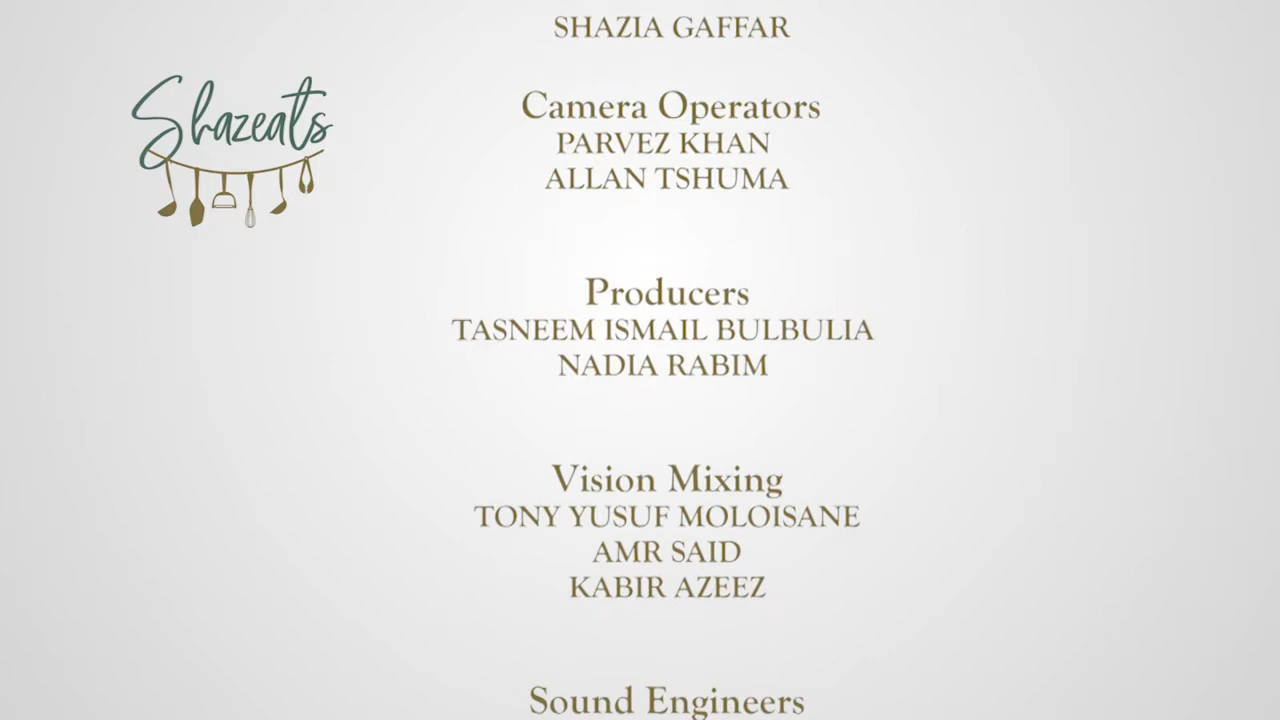 SHAZIA GAFFAR
Shazeats
Camera Operators
PARVEZ KHAN
ALLAN TSHUMA
Producers
TASNEEM ISMAIL BULBULIA
NADIA RABIM
Vision Mixing
TONY YUSUF MOLOISANE
AMR SAID
KABIR AZEEZ
Sound Engineers